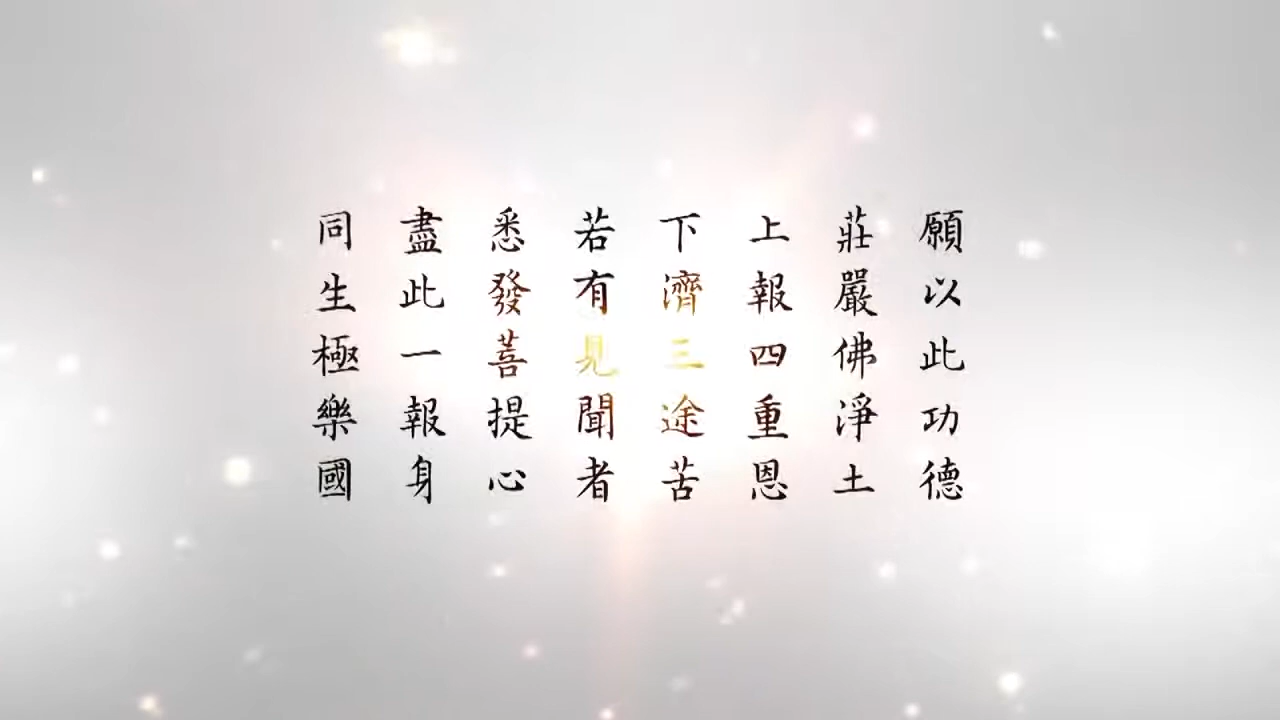 願以此功德
莊嚴佛淨土
上報四重恩
下濟三途苦
若有見聞者
悉發菩提心
盡此一報身
同生極樂國